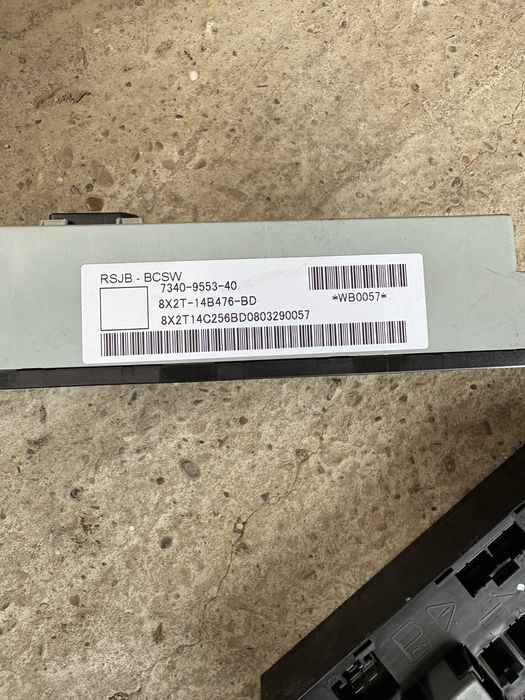 RSJB - BCSW
7340-9553-40
8X2T-14B476-BD
*WB0057*
8X2T14C256BD0803290057